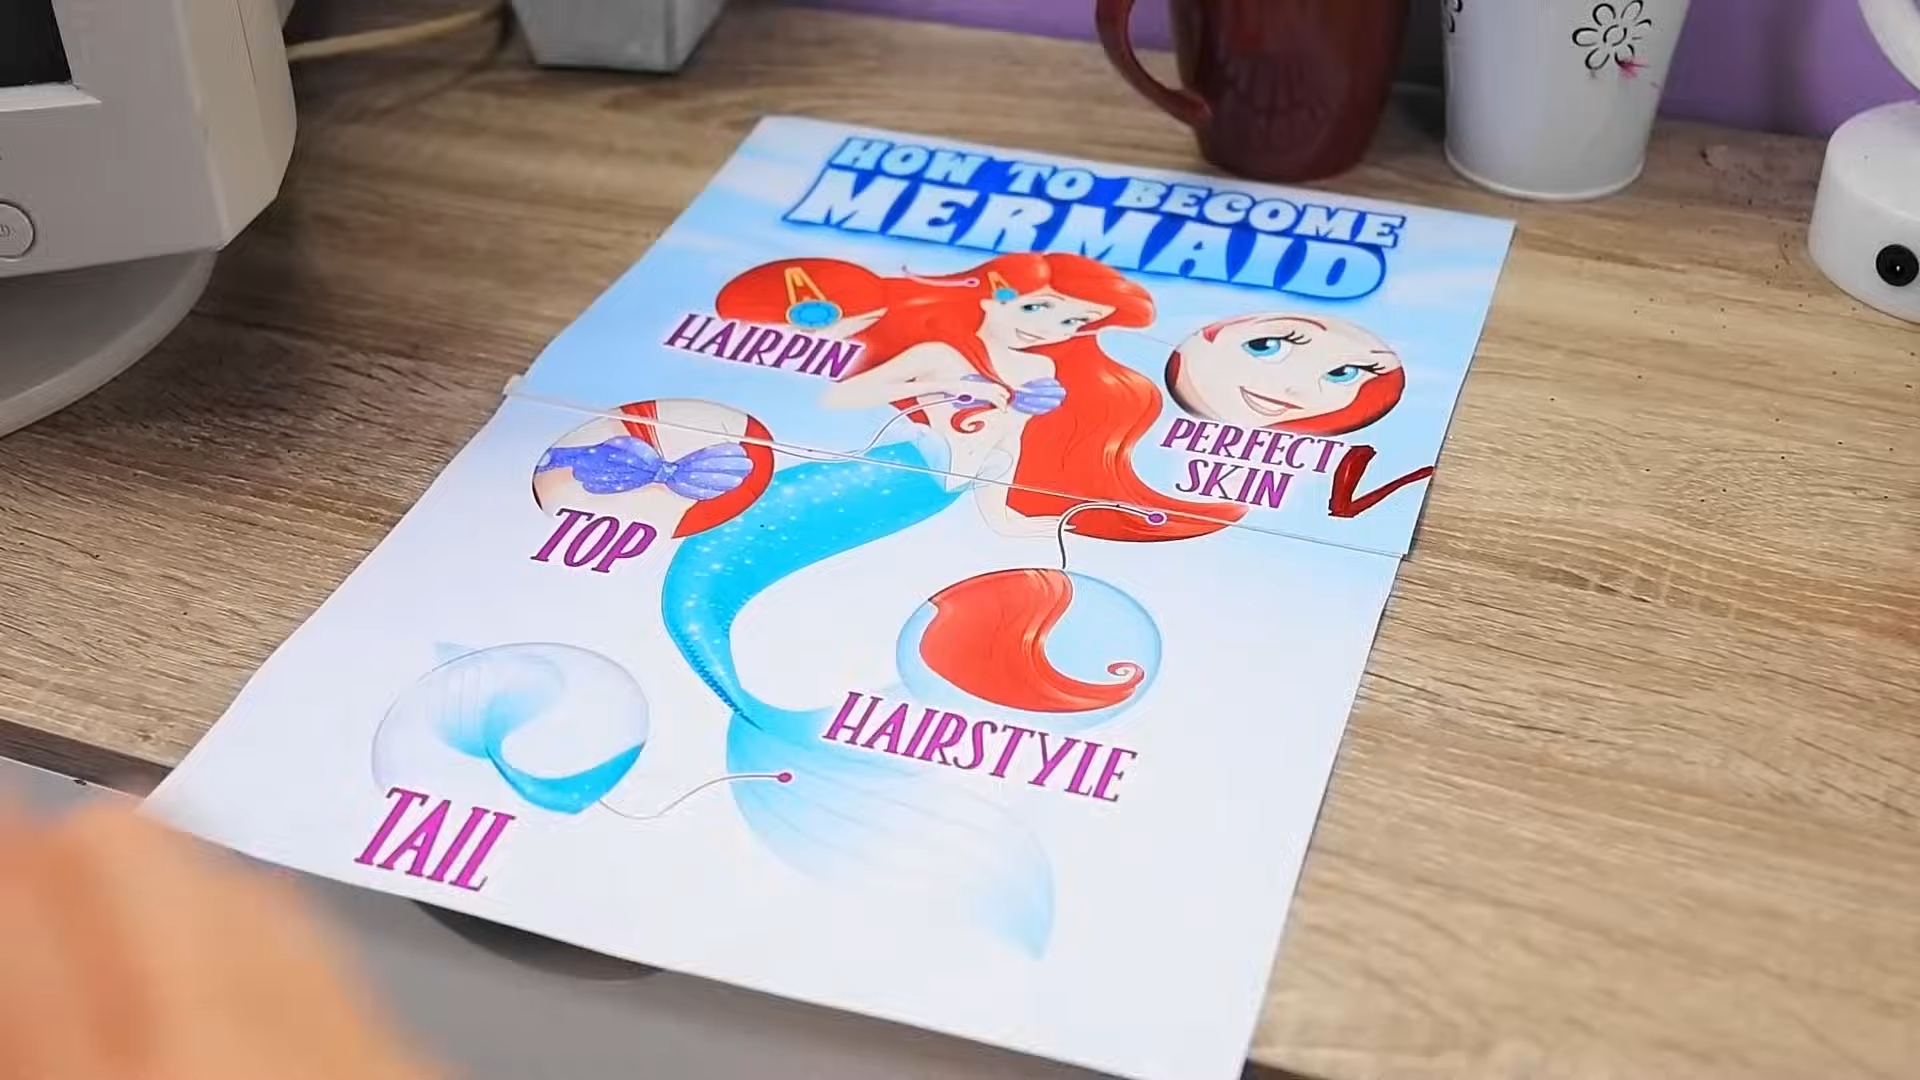 HOW TO BECOME
MERMAID
HAIRPIN
PERFECT
SKIN
TOP
HAIRSTYLE
TAIL